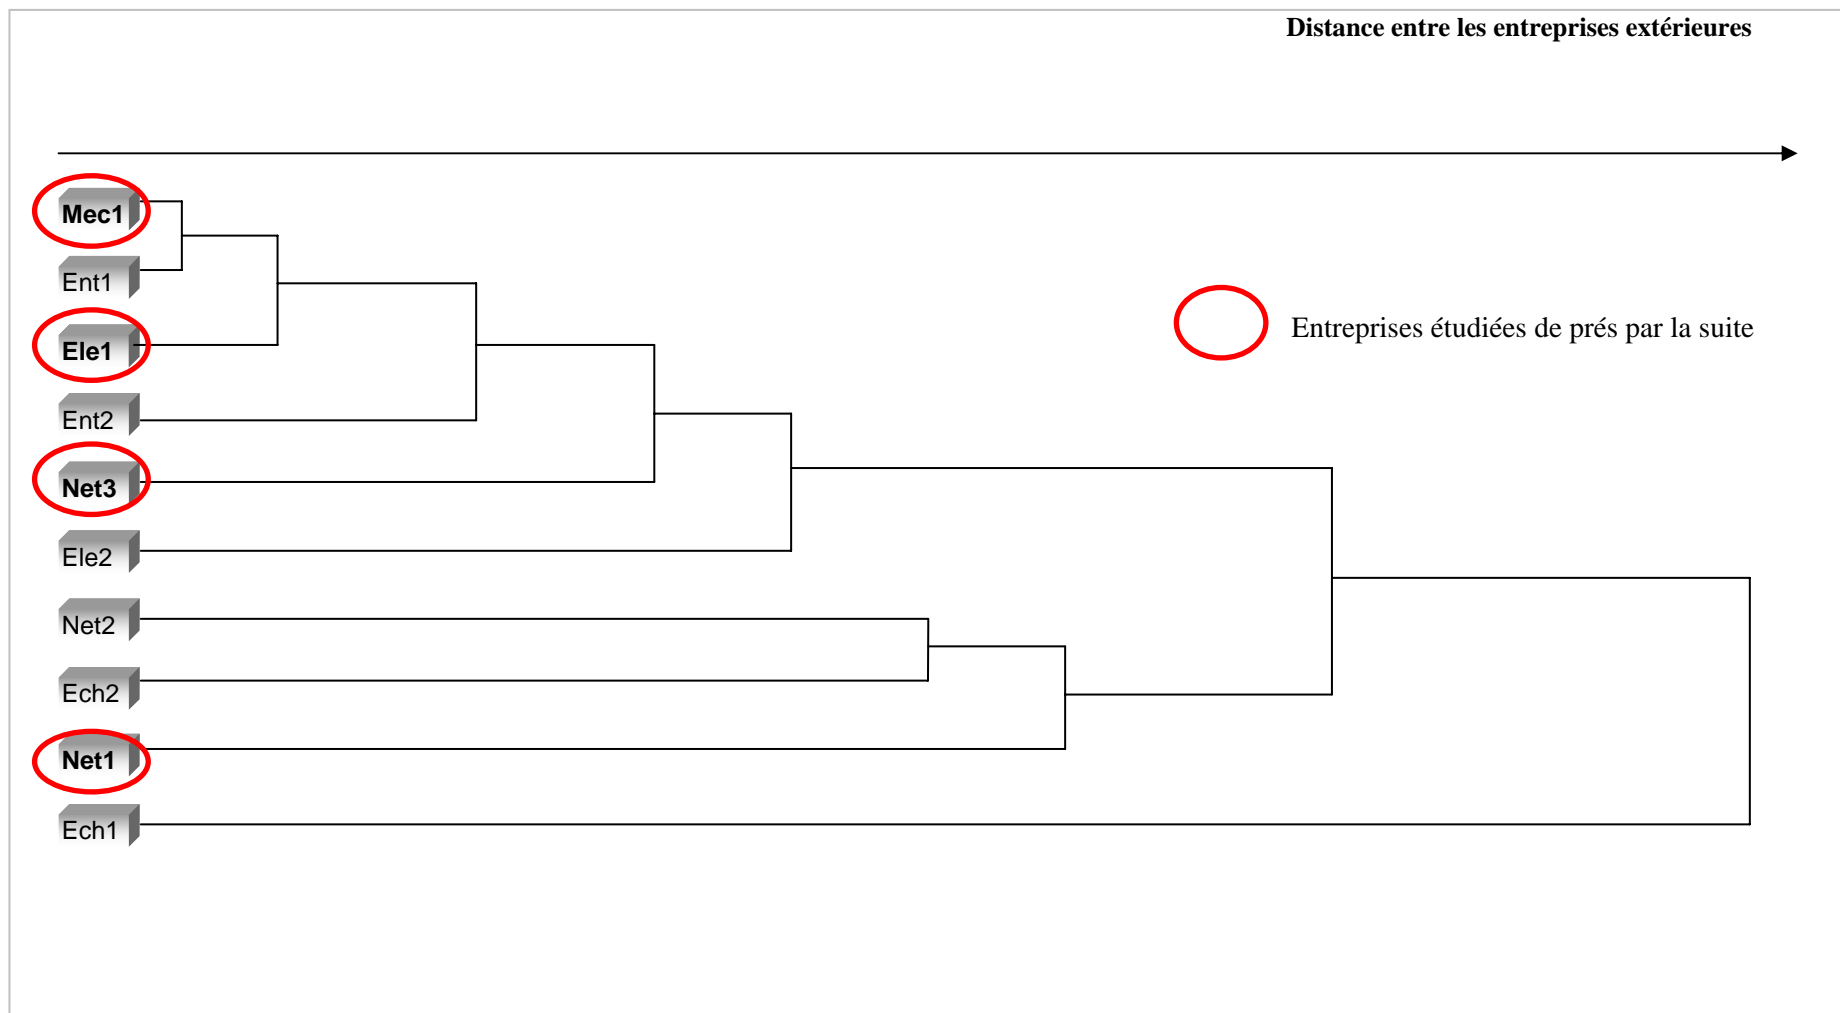 Distance entre les entreprises extérieures
Mec1
Ent1
Ele1
Entreprises étudiées de prés par la suite
Ent2
Net3
Ele2
Net2
Ech2
Net1
Ech1